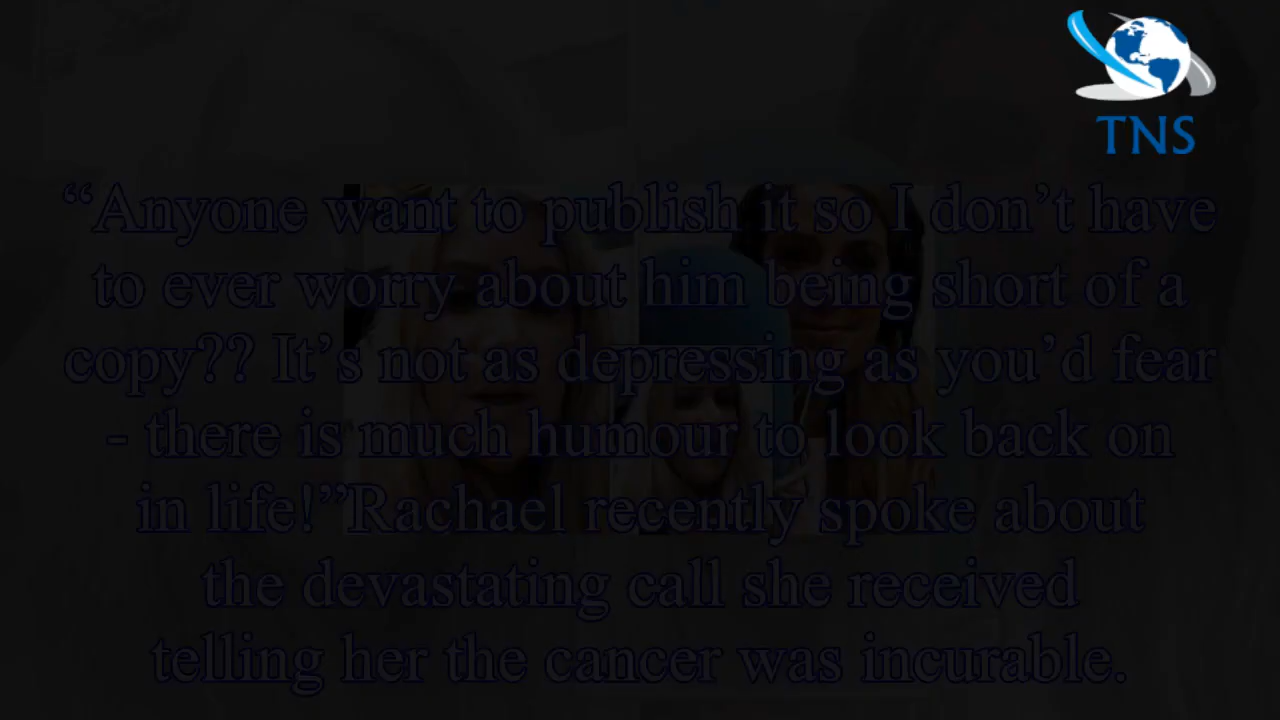 TNS
“Anyone want to publish it so I don’t have
to ever worry about him being short of a
copy?? It’s not as depressing as you’d fear
- there is much humour to look back on
in life!”Rachael recently spoke about
the devastating call she received
telling her the cancer was incurable.